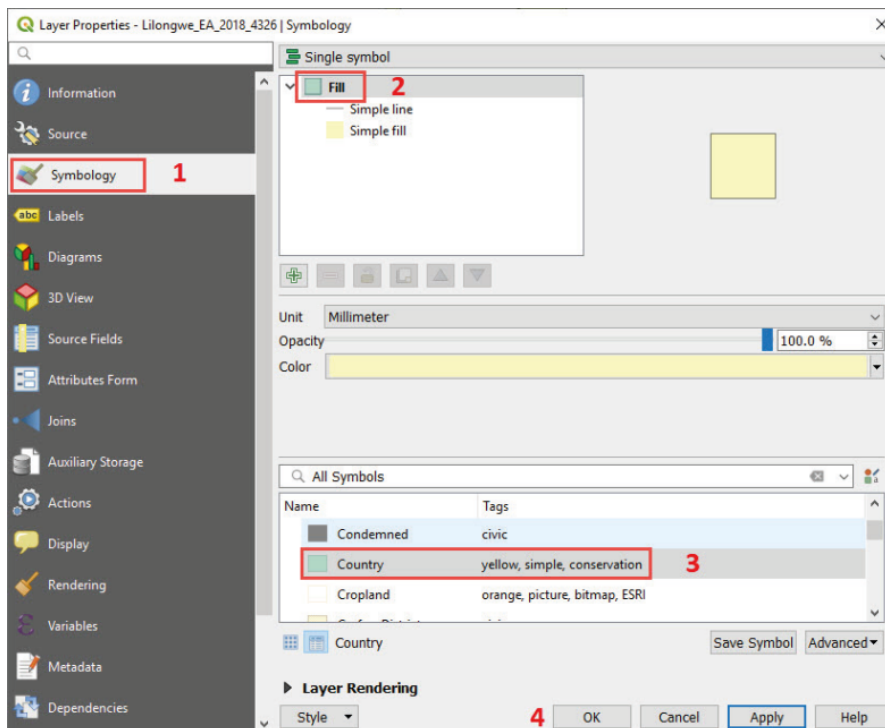 Layer Properties - Lilongwe_EA_2018_4326 | Symbology
Single symbol
Information
Source
1
Symbology
abc Labels
Diagrams
3D View
Source Fields
Attributes Form
Joins
Auxiliary Storage
Actions
Display
Rendering
Variables
Metadata
Dependencies
Fill
2
Simple line
Simple fill
Unit Millimeter
Opacity 100.0 %
Color
All Symbols
Name Tags
Condemned civic
Country yellow, simple, conservation
3
Cropland orange, picture, bitmap, ESRI
Country
Save Symbol Advanced
Layer Rendering
Style
4
OK Cancel Apply Help